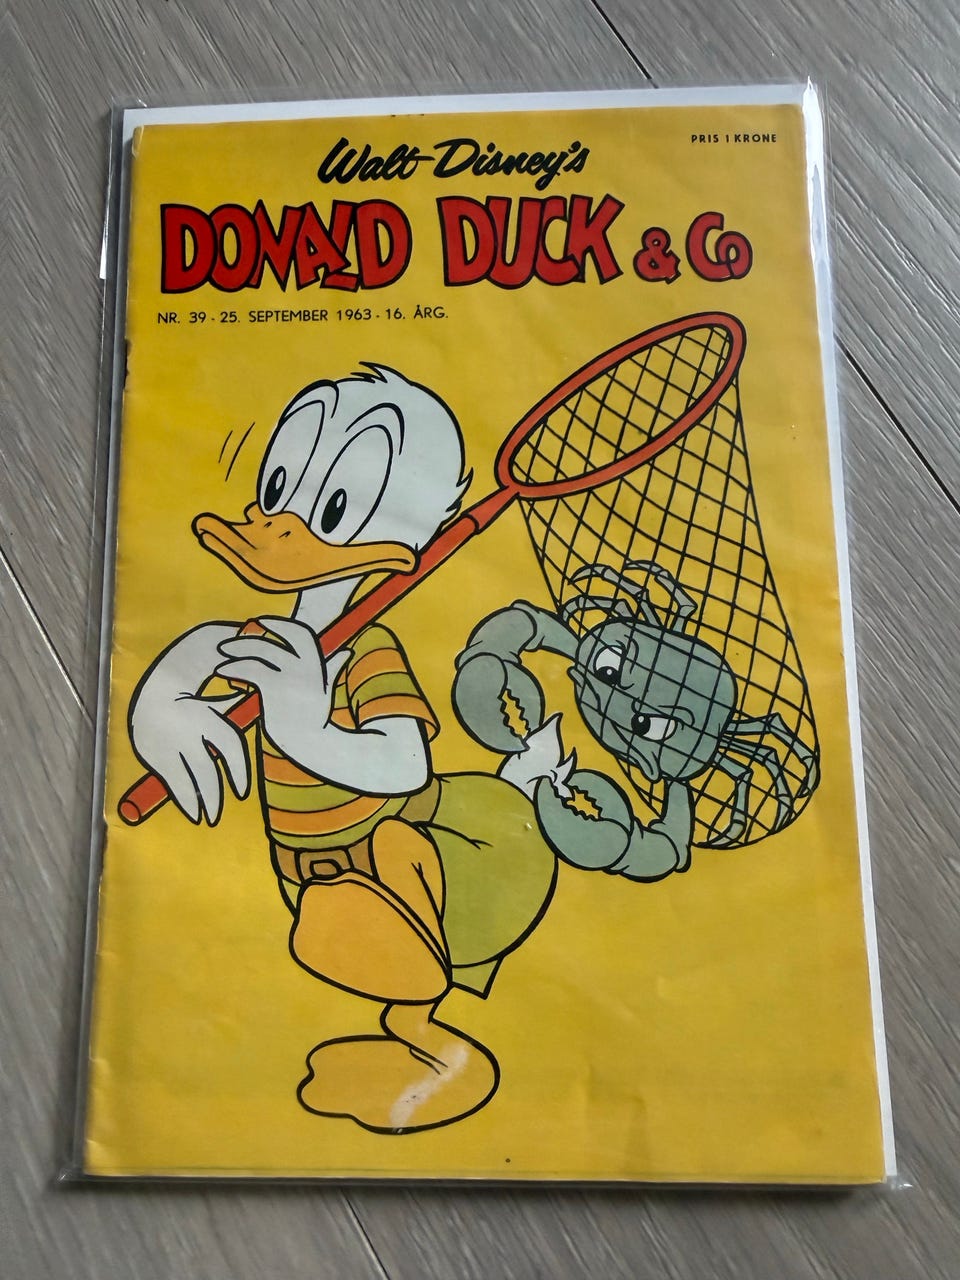 PRIS 1 KRONE
Walt Disney's
DONALD DUCK & Co
NR. 39 - 25. SEPTEMBER 1963 - 16. ÅRG.